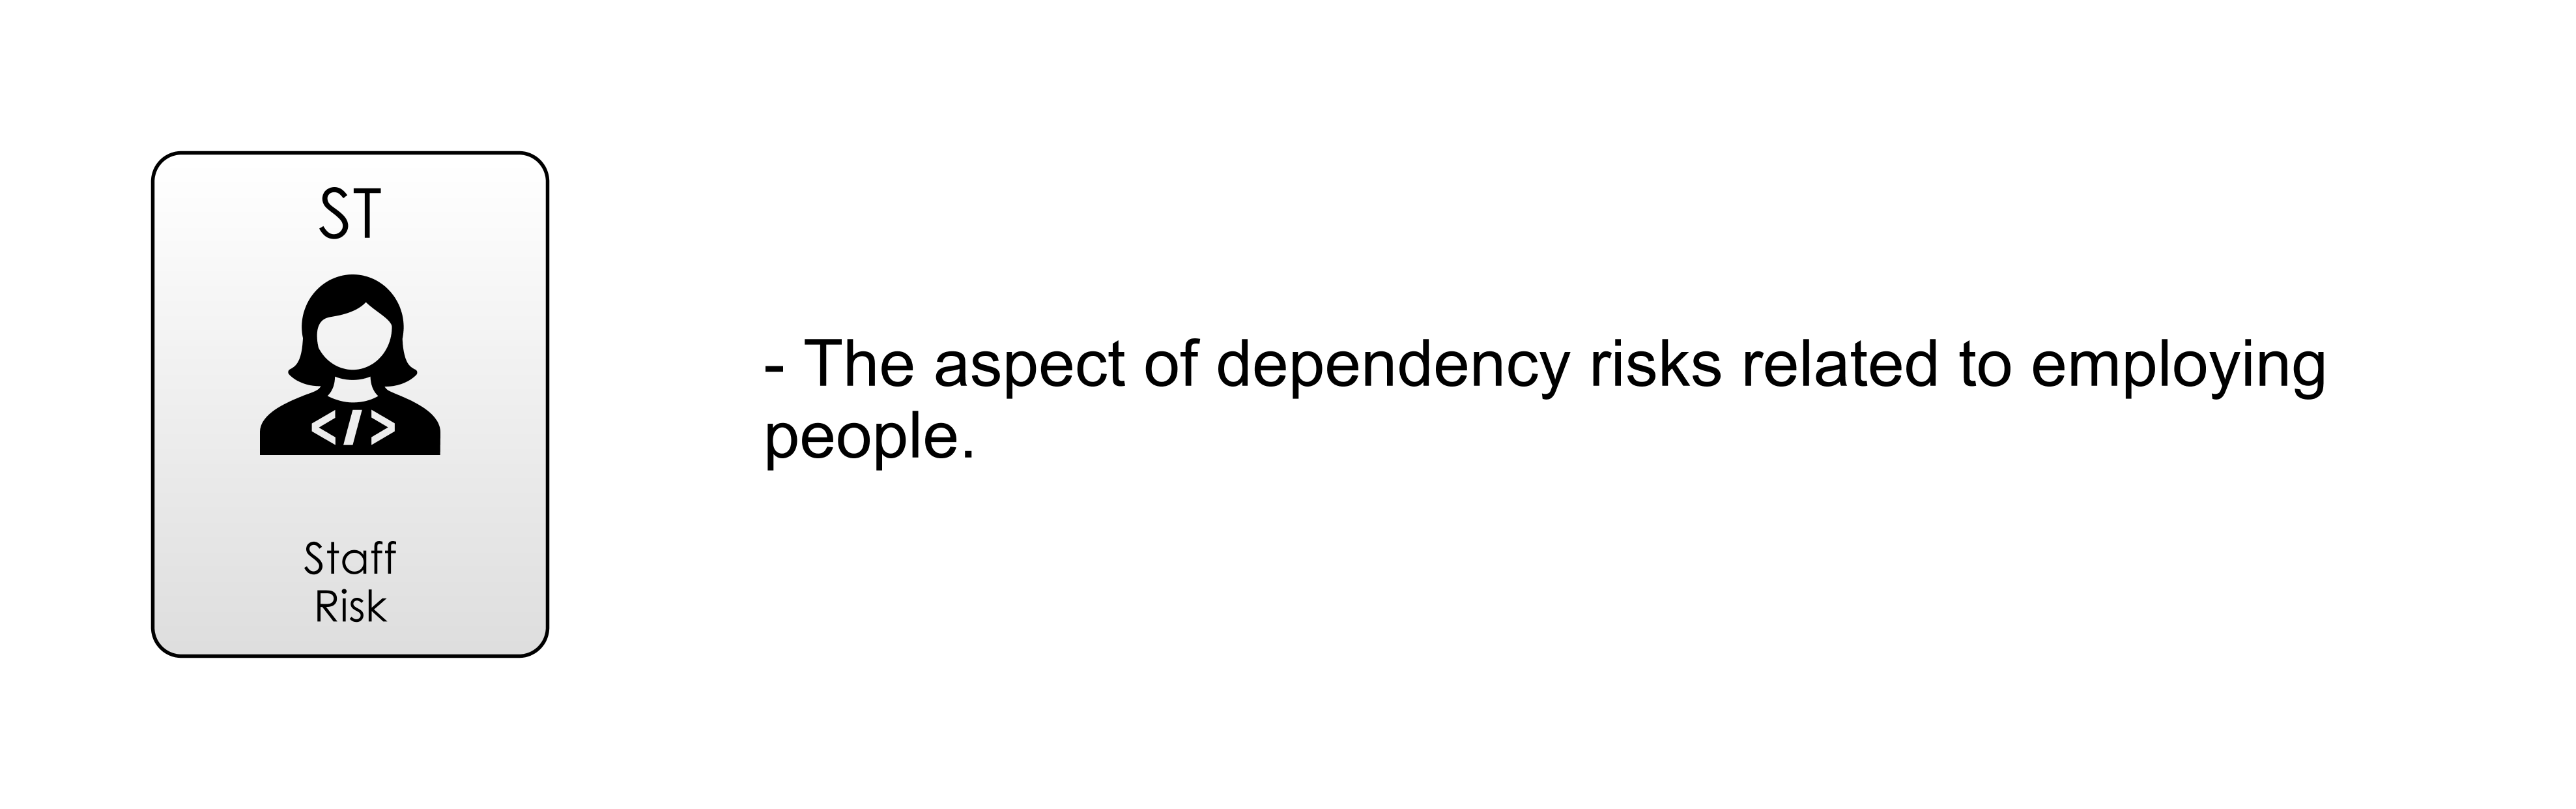 ST
</>
Staff
Risk
- The aspect of dependency risks related to employing
people.